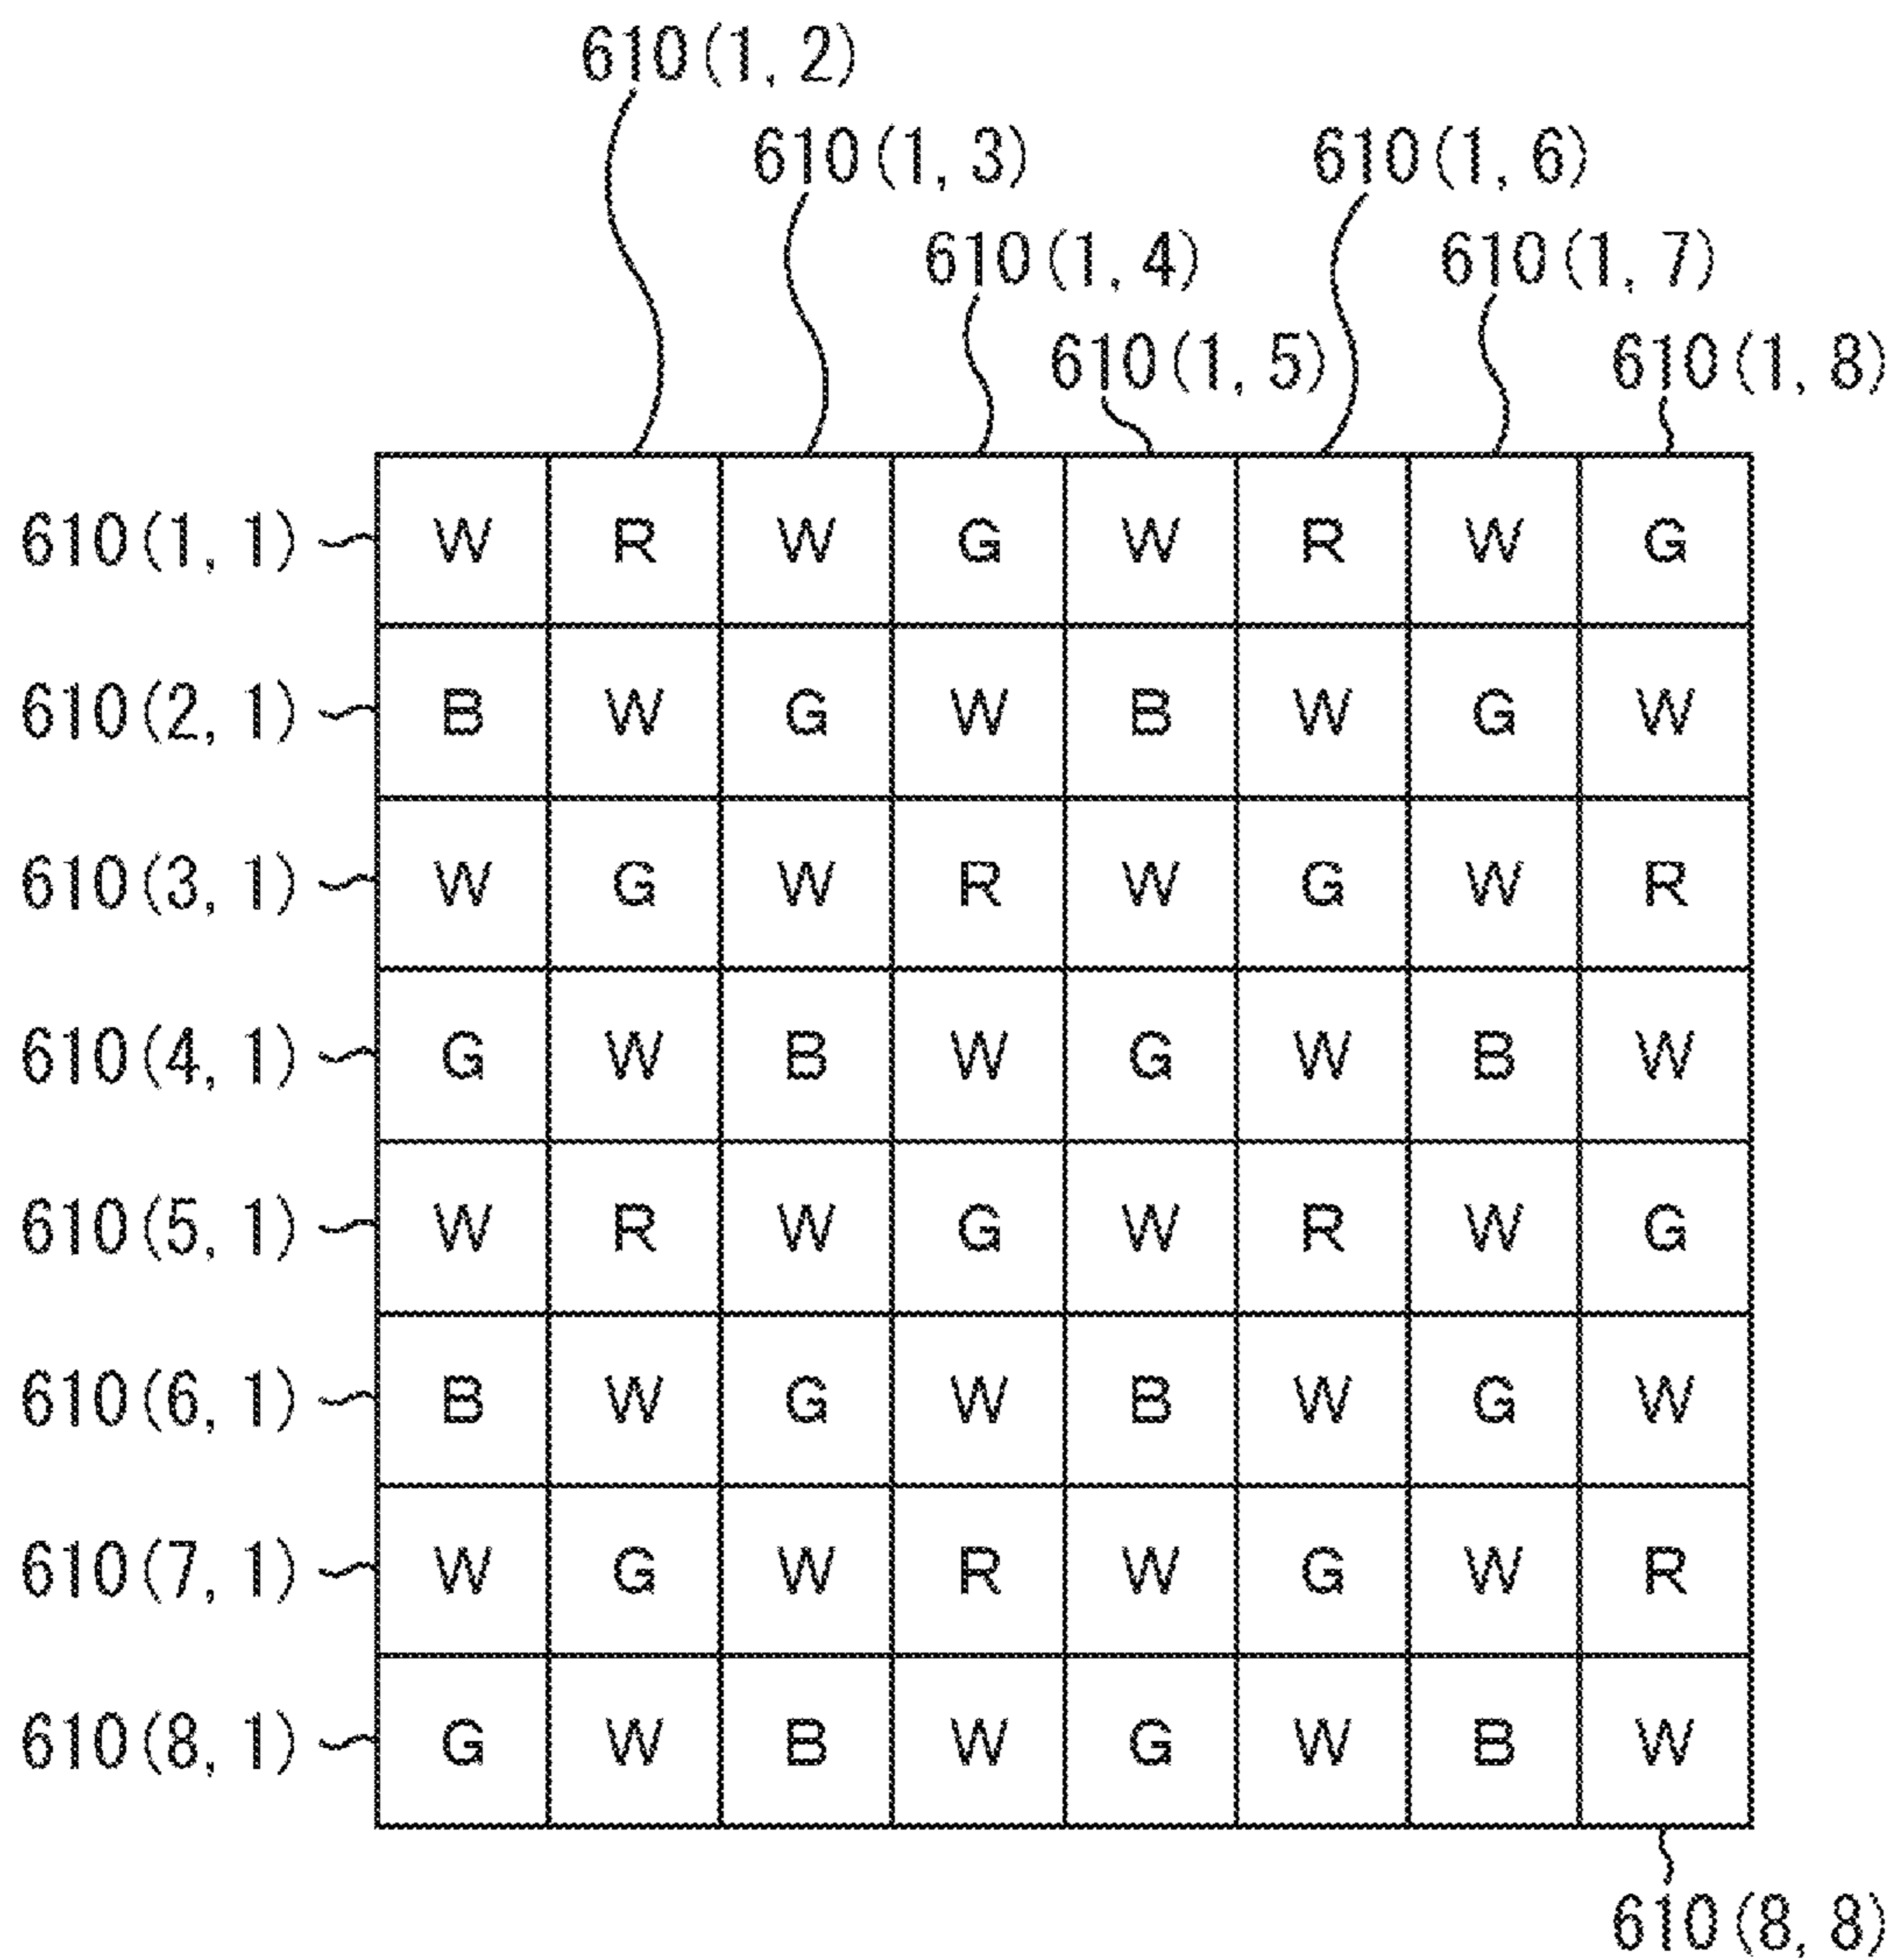 610(1, 2)
610(1, 3) 610(1, 6)
610(1, 4) 610(1, 7)
610(1, 5) 610(1, 8)
610(1, 1) W R W G W R W G
610(2, 1) B W G W B W G W
610(3, 1) W G W R W G W R
610(4, 1) G W B W G W B W
610(5, 1) W R W G W R W G
610(6, 1) B W G W B W G W
610(7, 1) W G W R W G W R
610(8, 1) G W B W G W B W
610(8, 8)